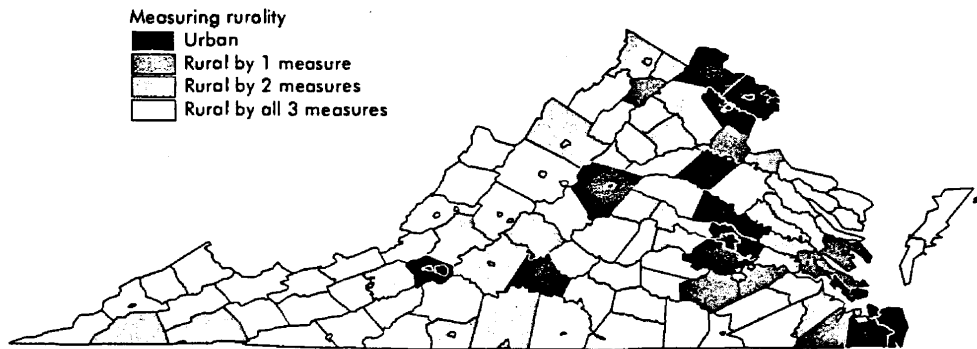 Measuring rurality
Urban
Rural by 1 measure
Rural by 2 measures
Rural by all 3 measures